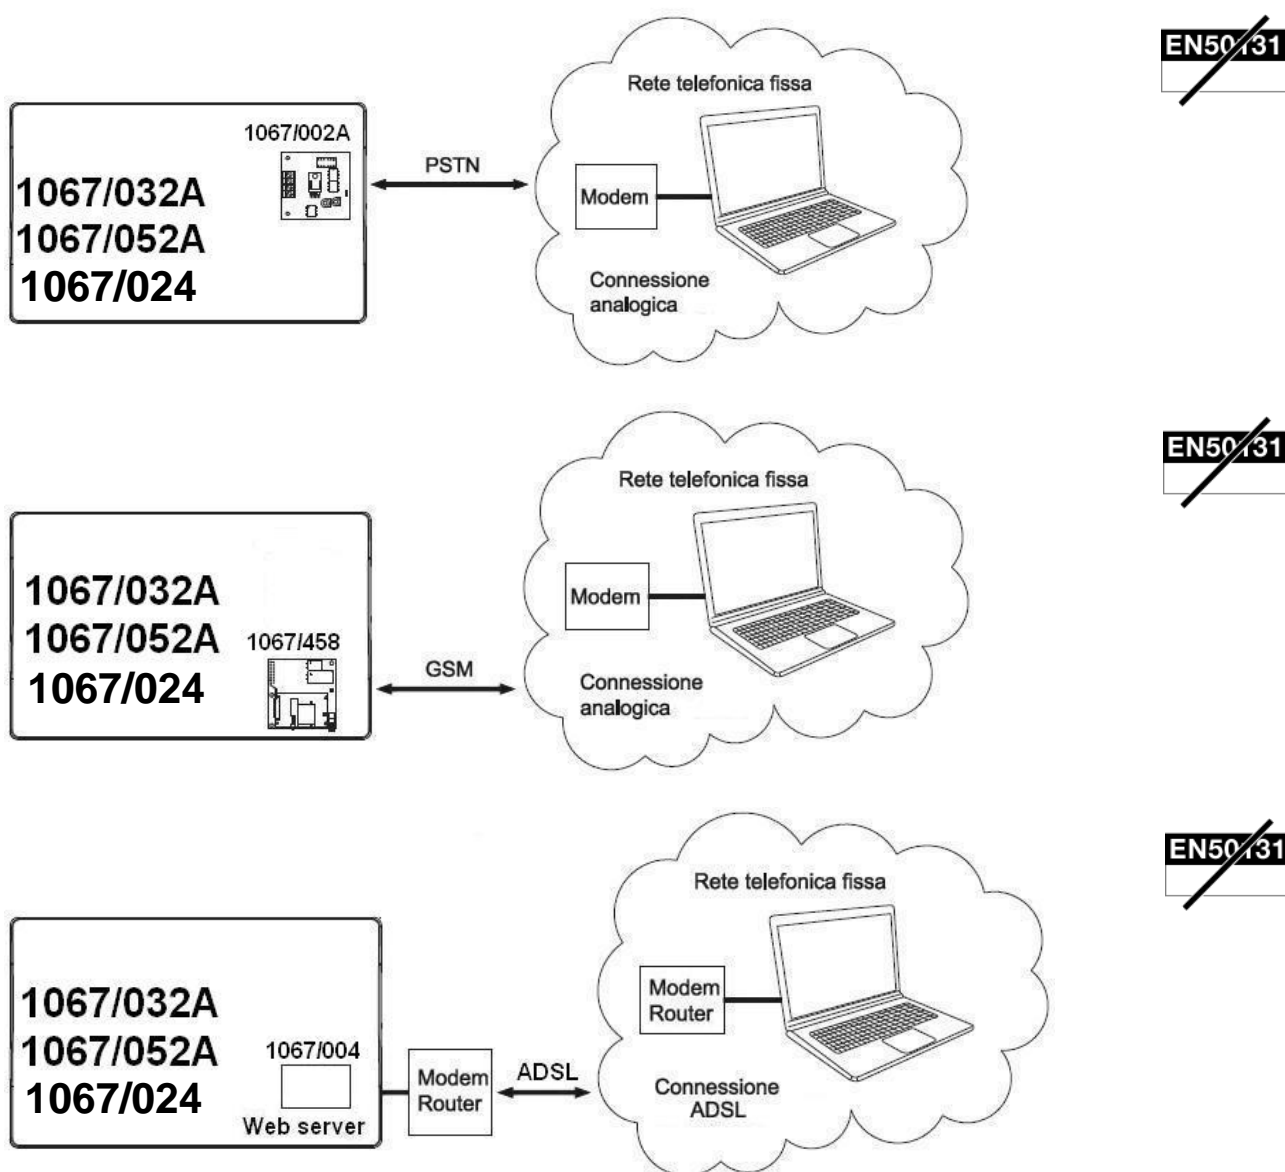 EN50131
Rete telefonica fissa
1067/002A
PSTN
1067/032A
Modem
1067/052A
1067/024
Connessione
analogica
EN50131
Rete telefonica fissa
1067/032A
Modem
1067/052A
1067/458
GSM
1067/024
Connessione
analogica
EN50131
Rete telefonica fissa
1067/032A
Modem
Router
1067/052A
1067/004
Modem
Router
ADSL
1067/024
Connessione
ADSL
Web server